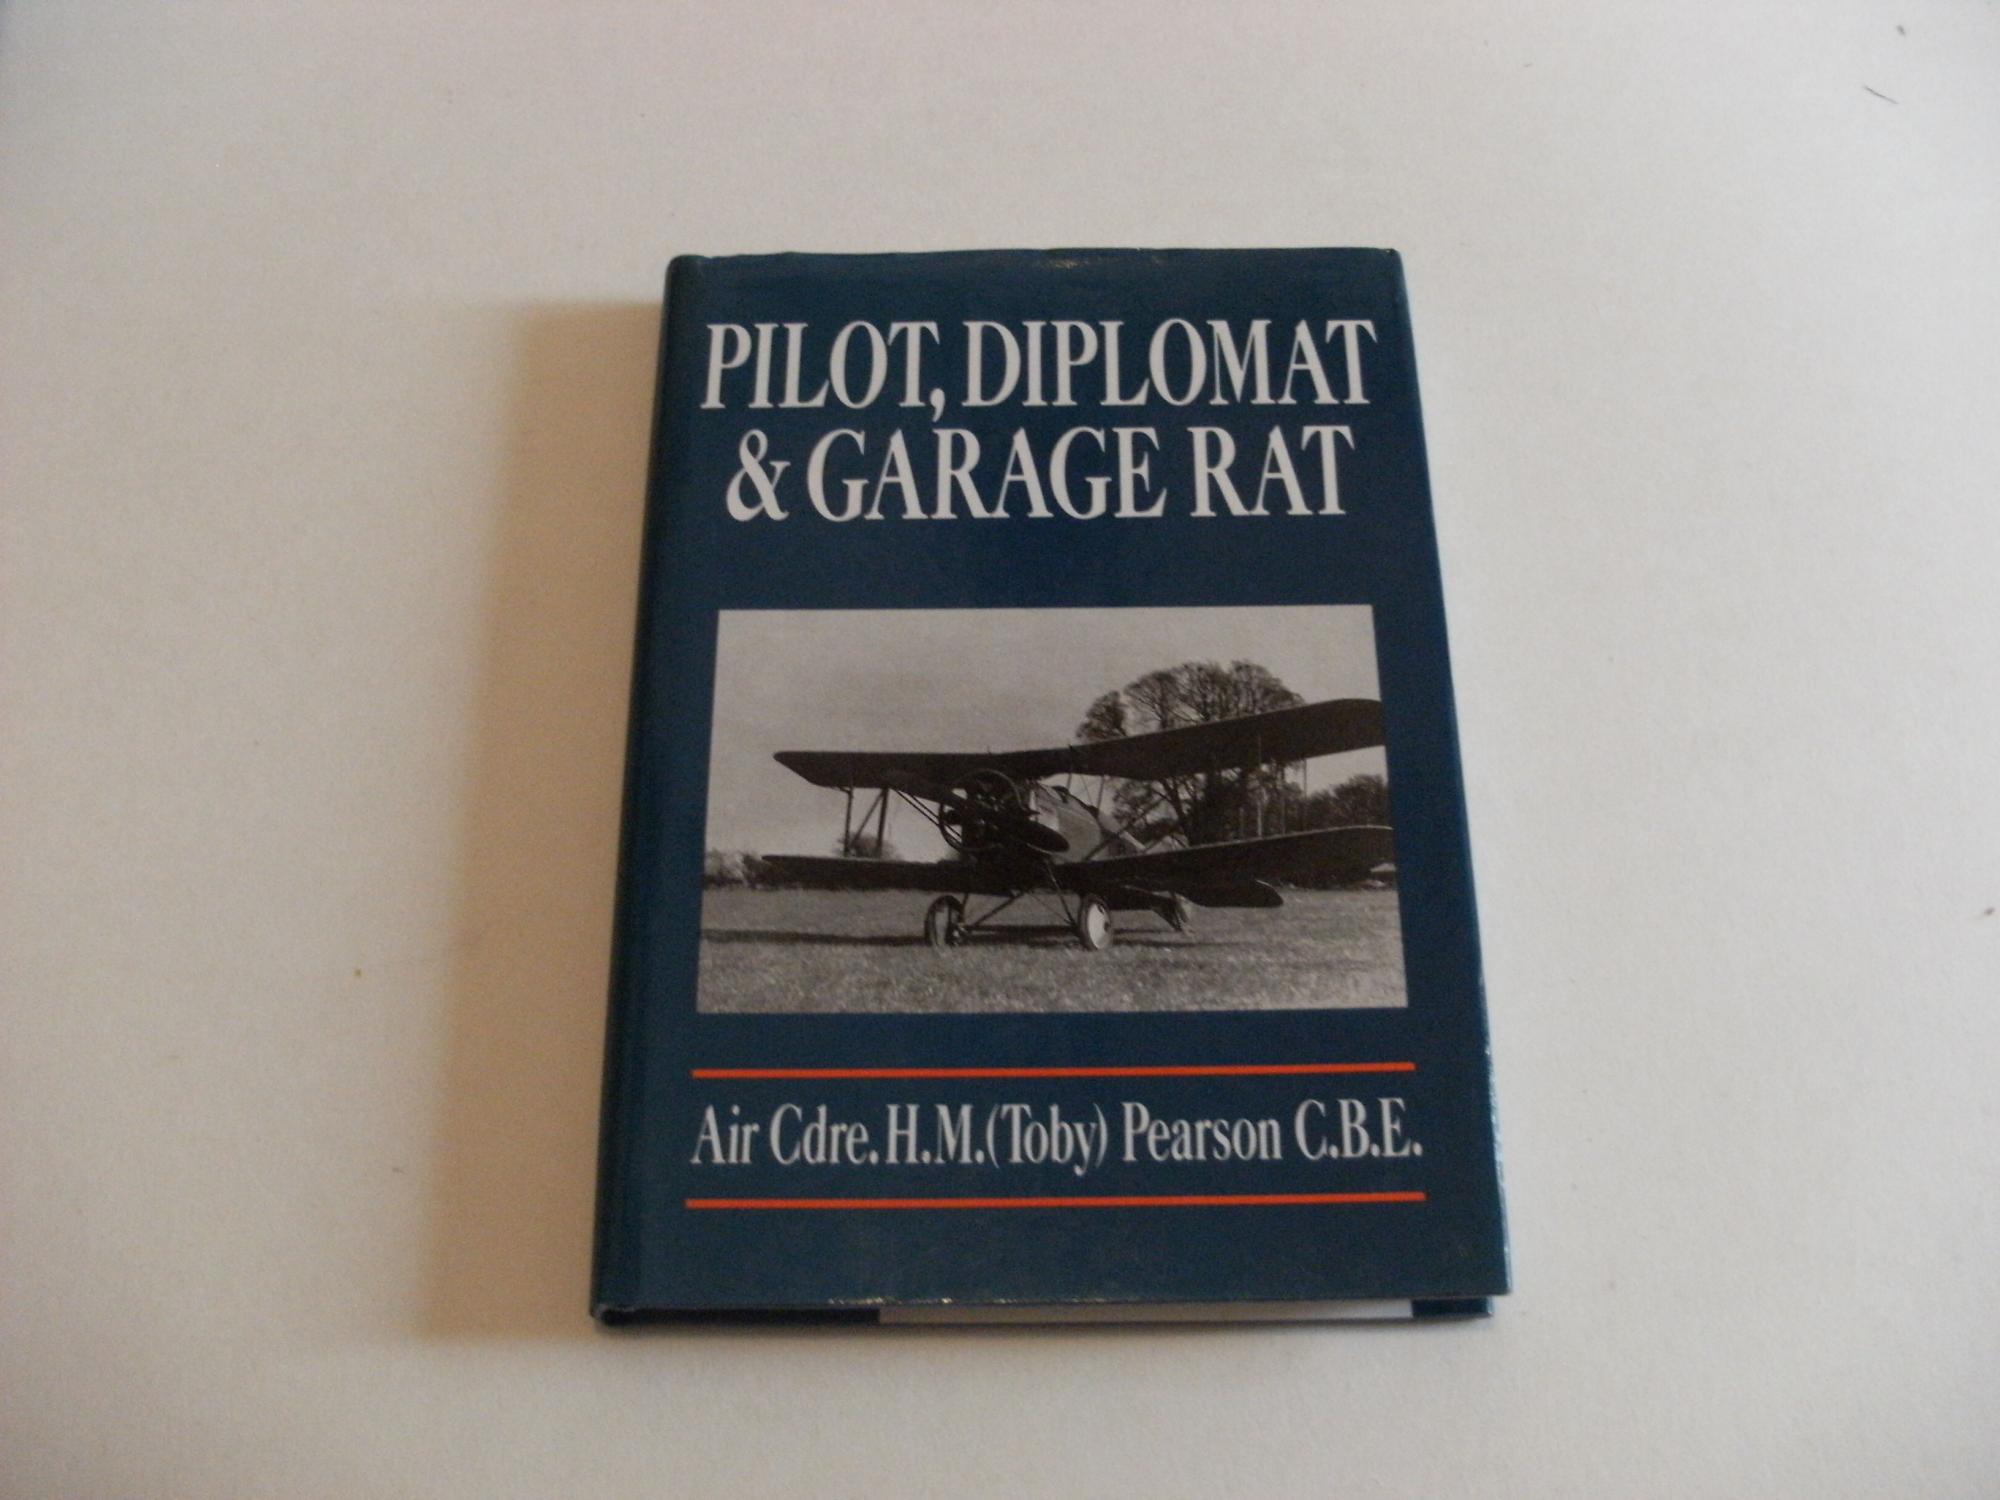 PILOT, DIPLOMAT
& GARAGE RAT
Air Cdre. H.M. (Toby) Pearson C.B.E.